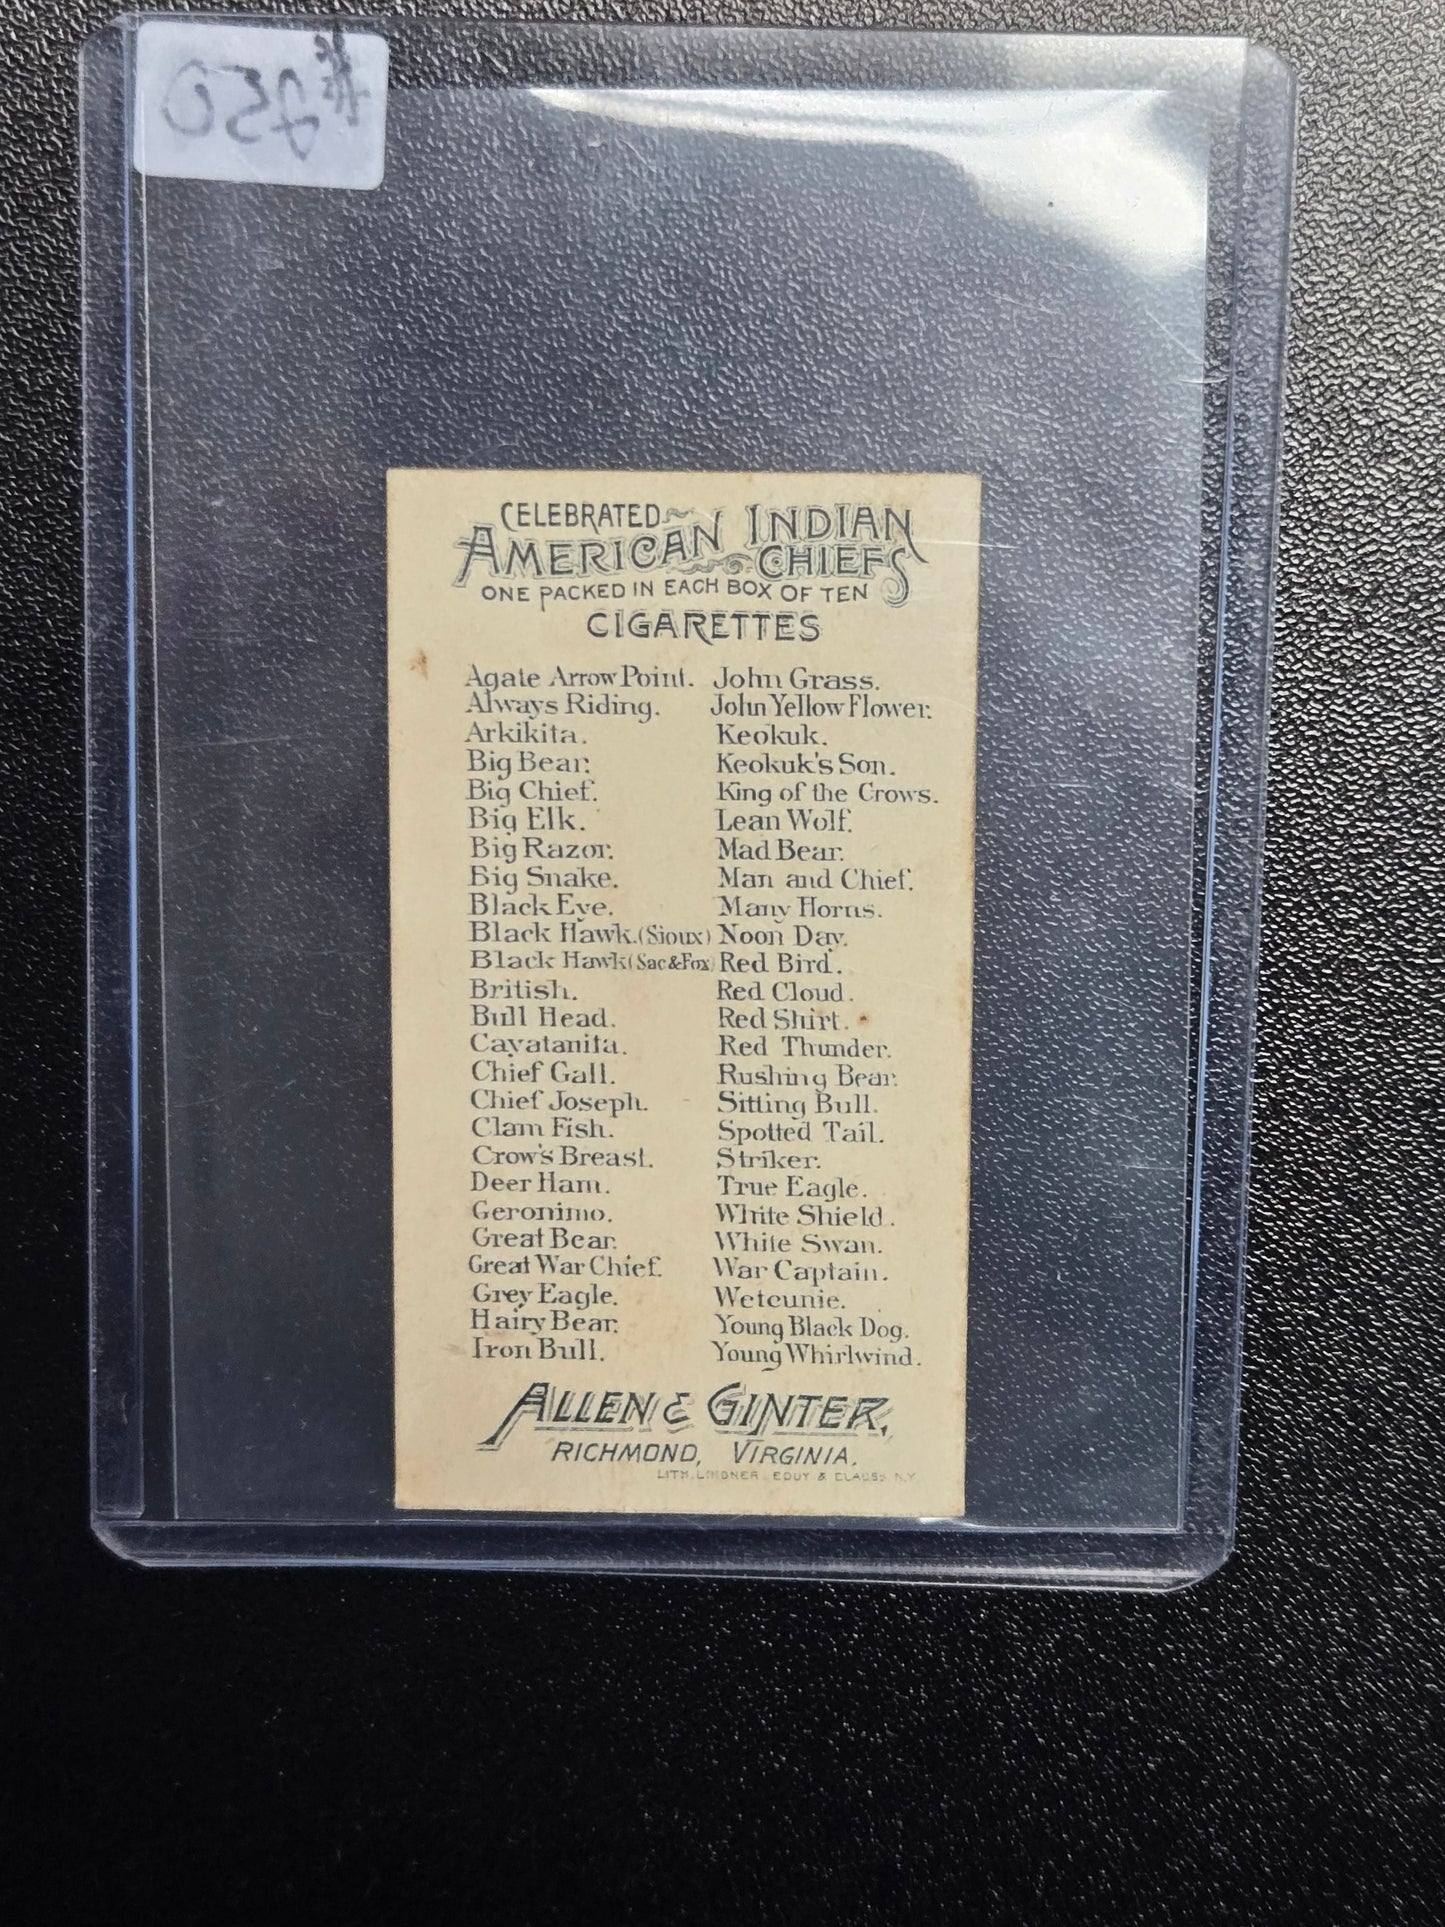 $250
CELEBRATED
AMERICAN INDIAN
CHIEFS
ONE PACKED IN EACH BOX OF TEN
CIGARETTES
Agate Arrow Point. John Grass.
Always Riding. John Yellow Flower.
Arkikita. Keokuk.
Big Bear. Keokuk's Son.
Big Chief. King of the Crows.
Big Elk. Lean Wolf.
Big Razor. Mad Bear.
Big Snake. Man and Chief.
Black Eye. Many Horns.
Black Hawk.(Sioux) Noon Day.
Black Hawk(Sac&Fox) Red Bird.
British. Red Cloud.
Bull Head. Red Shirt.
Cayatanita. Red Thunder.
Chief Gall. Rushing Bear.
Chief Joseph. Sitting Bull.
Clam Fish. Spotted Tail.
Crow's Breast. Striker.
Deer Ham. True Eagle.
Geronimo. White Shield.
Great Bear. White Swan.
Great War Chief. War Captain.
Grey Eagle. Wetcunie.
Hairy Bear. Young Black Dog.
Iron Bull. Young Whirlwind.
ALLEN & GINTER,
RICHMOND, VIRGINIA.
LITH. LINDNER, EDDY & CLAUSS, N.Y.